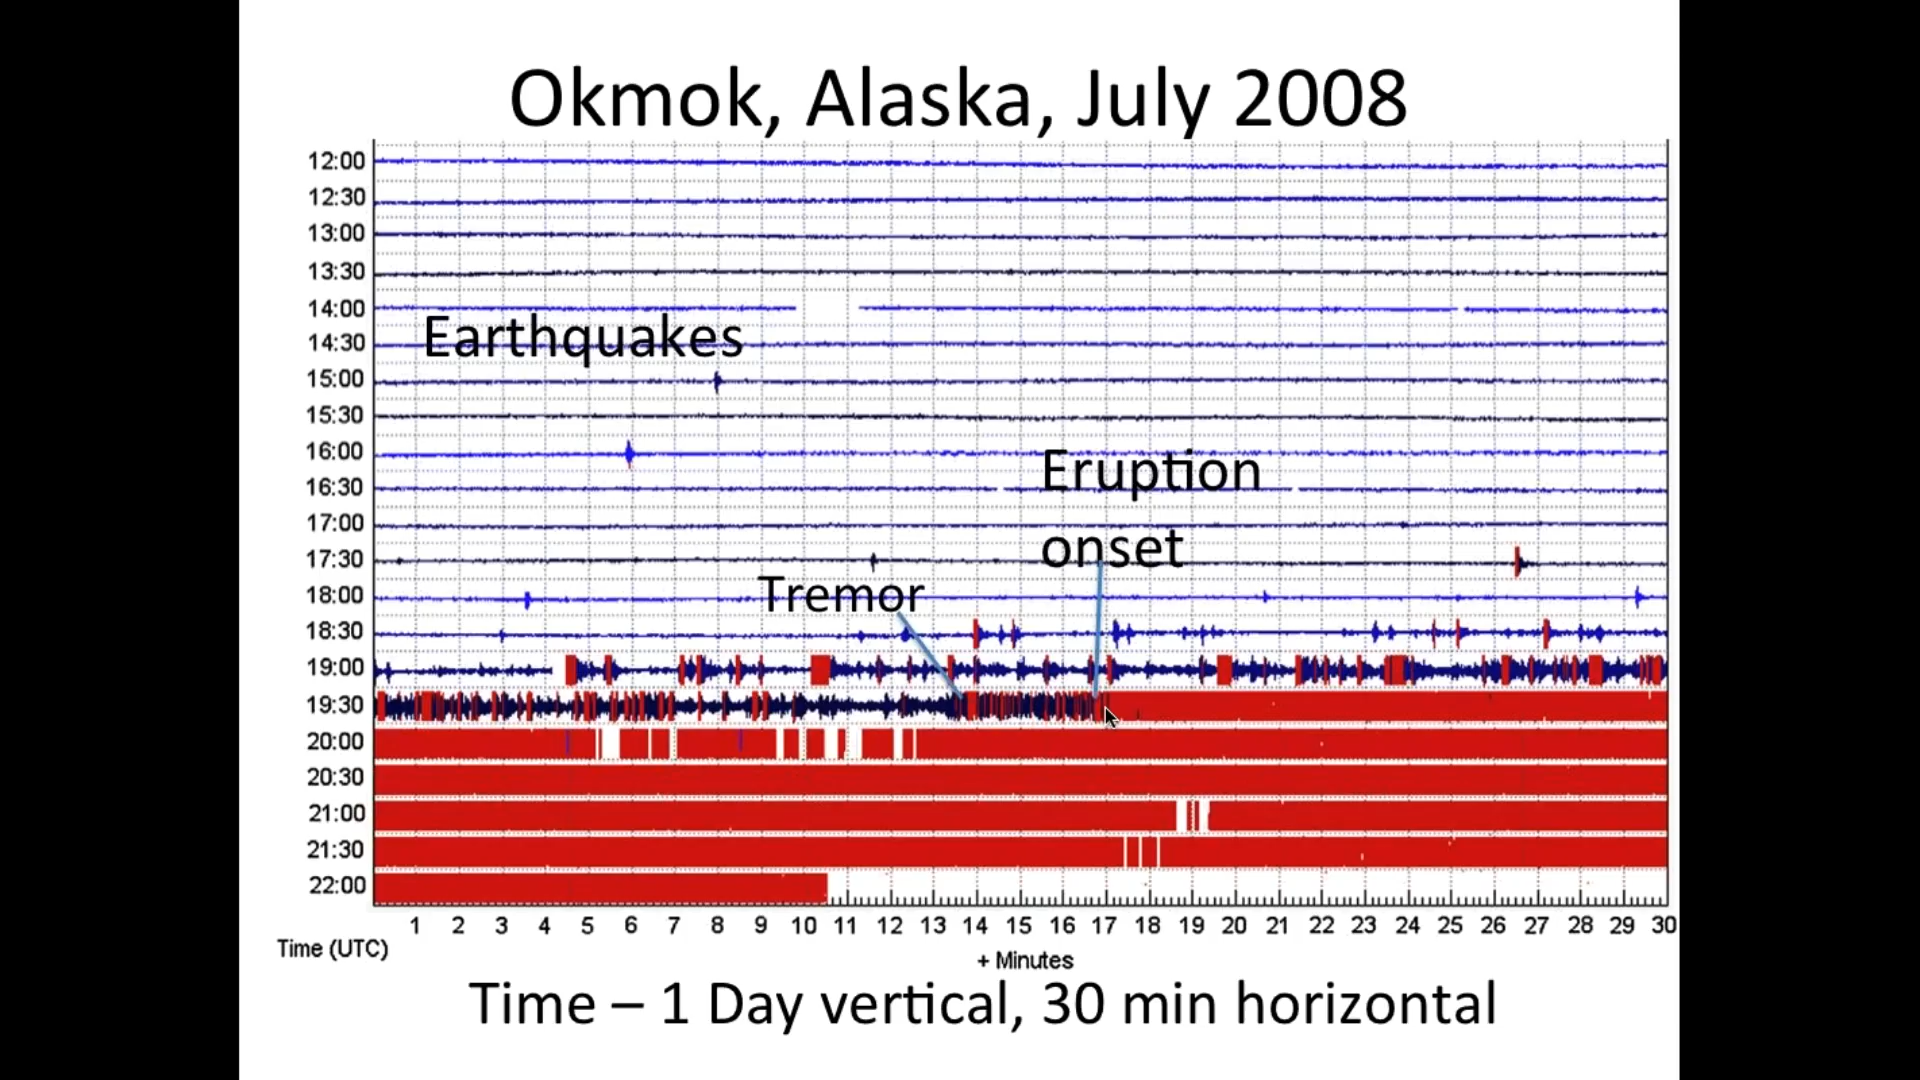 Okmok, Alaska, July 2008
12:00
12:30
13:00
13:30
14:00
Earthquakes
14:30
15:00
15:30
16:00
Eruption
16:30
17:00
onset
17:30
Tremor
18:00
18:30
19:00
19:30
20:00
20:30
21:00
21:30
22:00
1 2 3 4 5 6 7 8 9 10 11 12 13 14 15 16 17 18 19 20 21 22 23 24 25 26 27 28 29 30
Time (UTC)
+ Minutes
Time – 1 Day vertical, 30 min horizontal